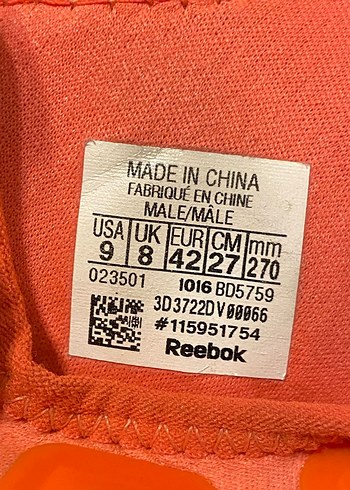 MADE IN CHINA
FABRIQUÉ EN CHINE
MALE/MÂLE
USA UK EUR CM mm
9 8 42 27 270
023501 1016 BD5759
3D3722DV00066
#115951754
Reebok